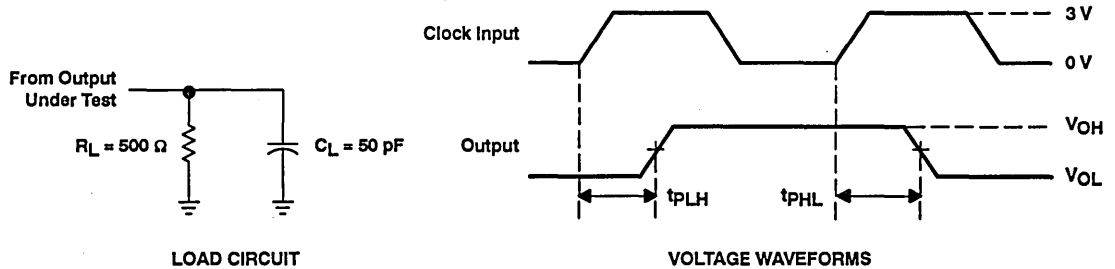 From Output
Under Test
RL = 500 Ω
CL = 50 pF
LOAD CIRCUIT
Clock Input
3 V
0 V
Output
VOH
VOL
tPLH
tPHL
VOLTAGE WAVEFORMS